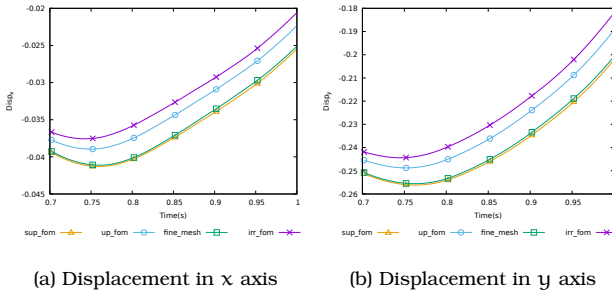 -0.02
-0.025
-0.03
-0.035
-0.04
-0.045
Dispx
0.7 0.75 0.8 0.85 0.9 0.95 1
Time(s)
sup_fom up_fom fine_mesh irr_fom
(a) Displacement in x axis
-0.18
-0.19
-0.2
-0.21
-0.22
-0.23
-0.24
-0.25
-0.26
Dispy
0.7 0.75 0.8 0.85 0.9 0.95 1
Time(s)
sup_fom up_fom fine_mesh irr_fom
(b) Displacement in y axis